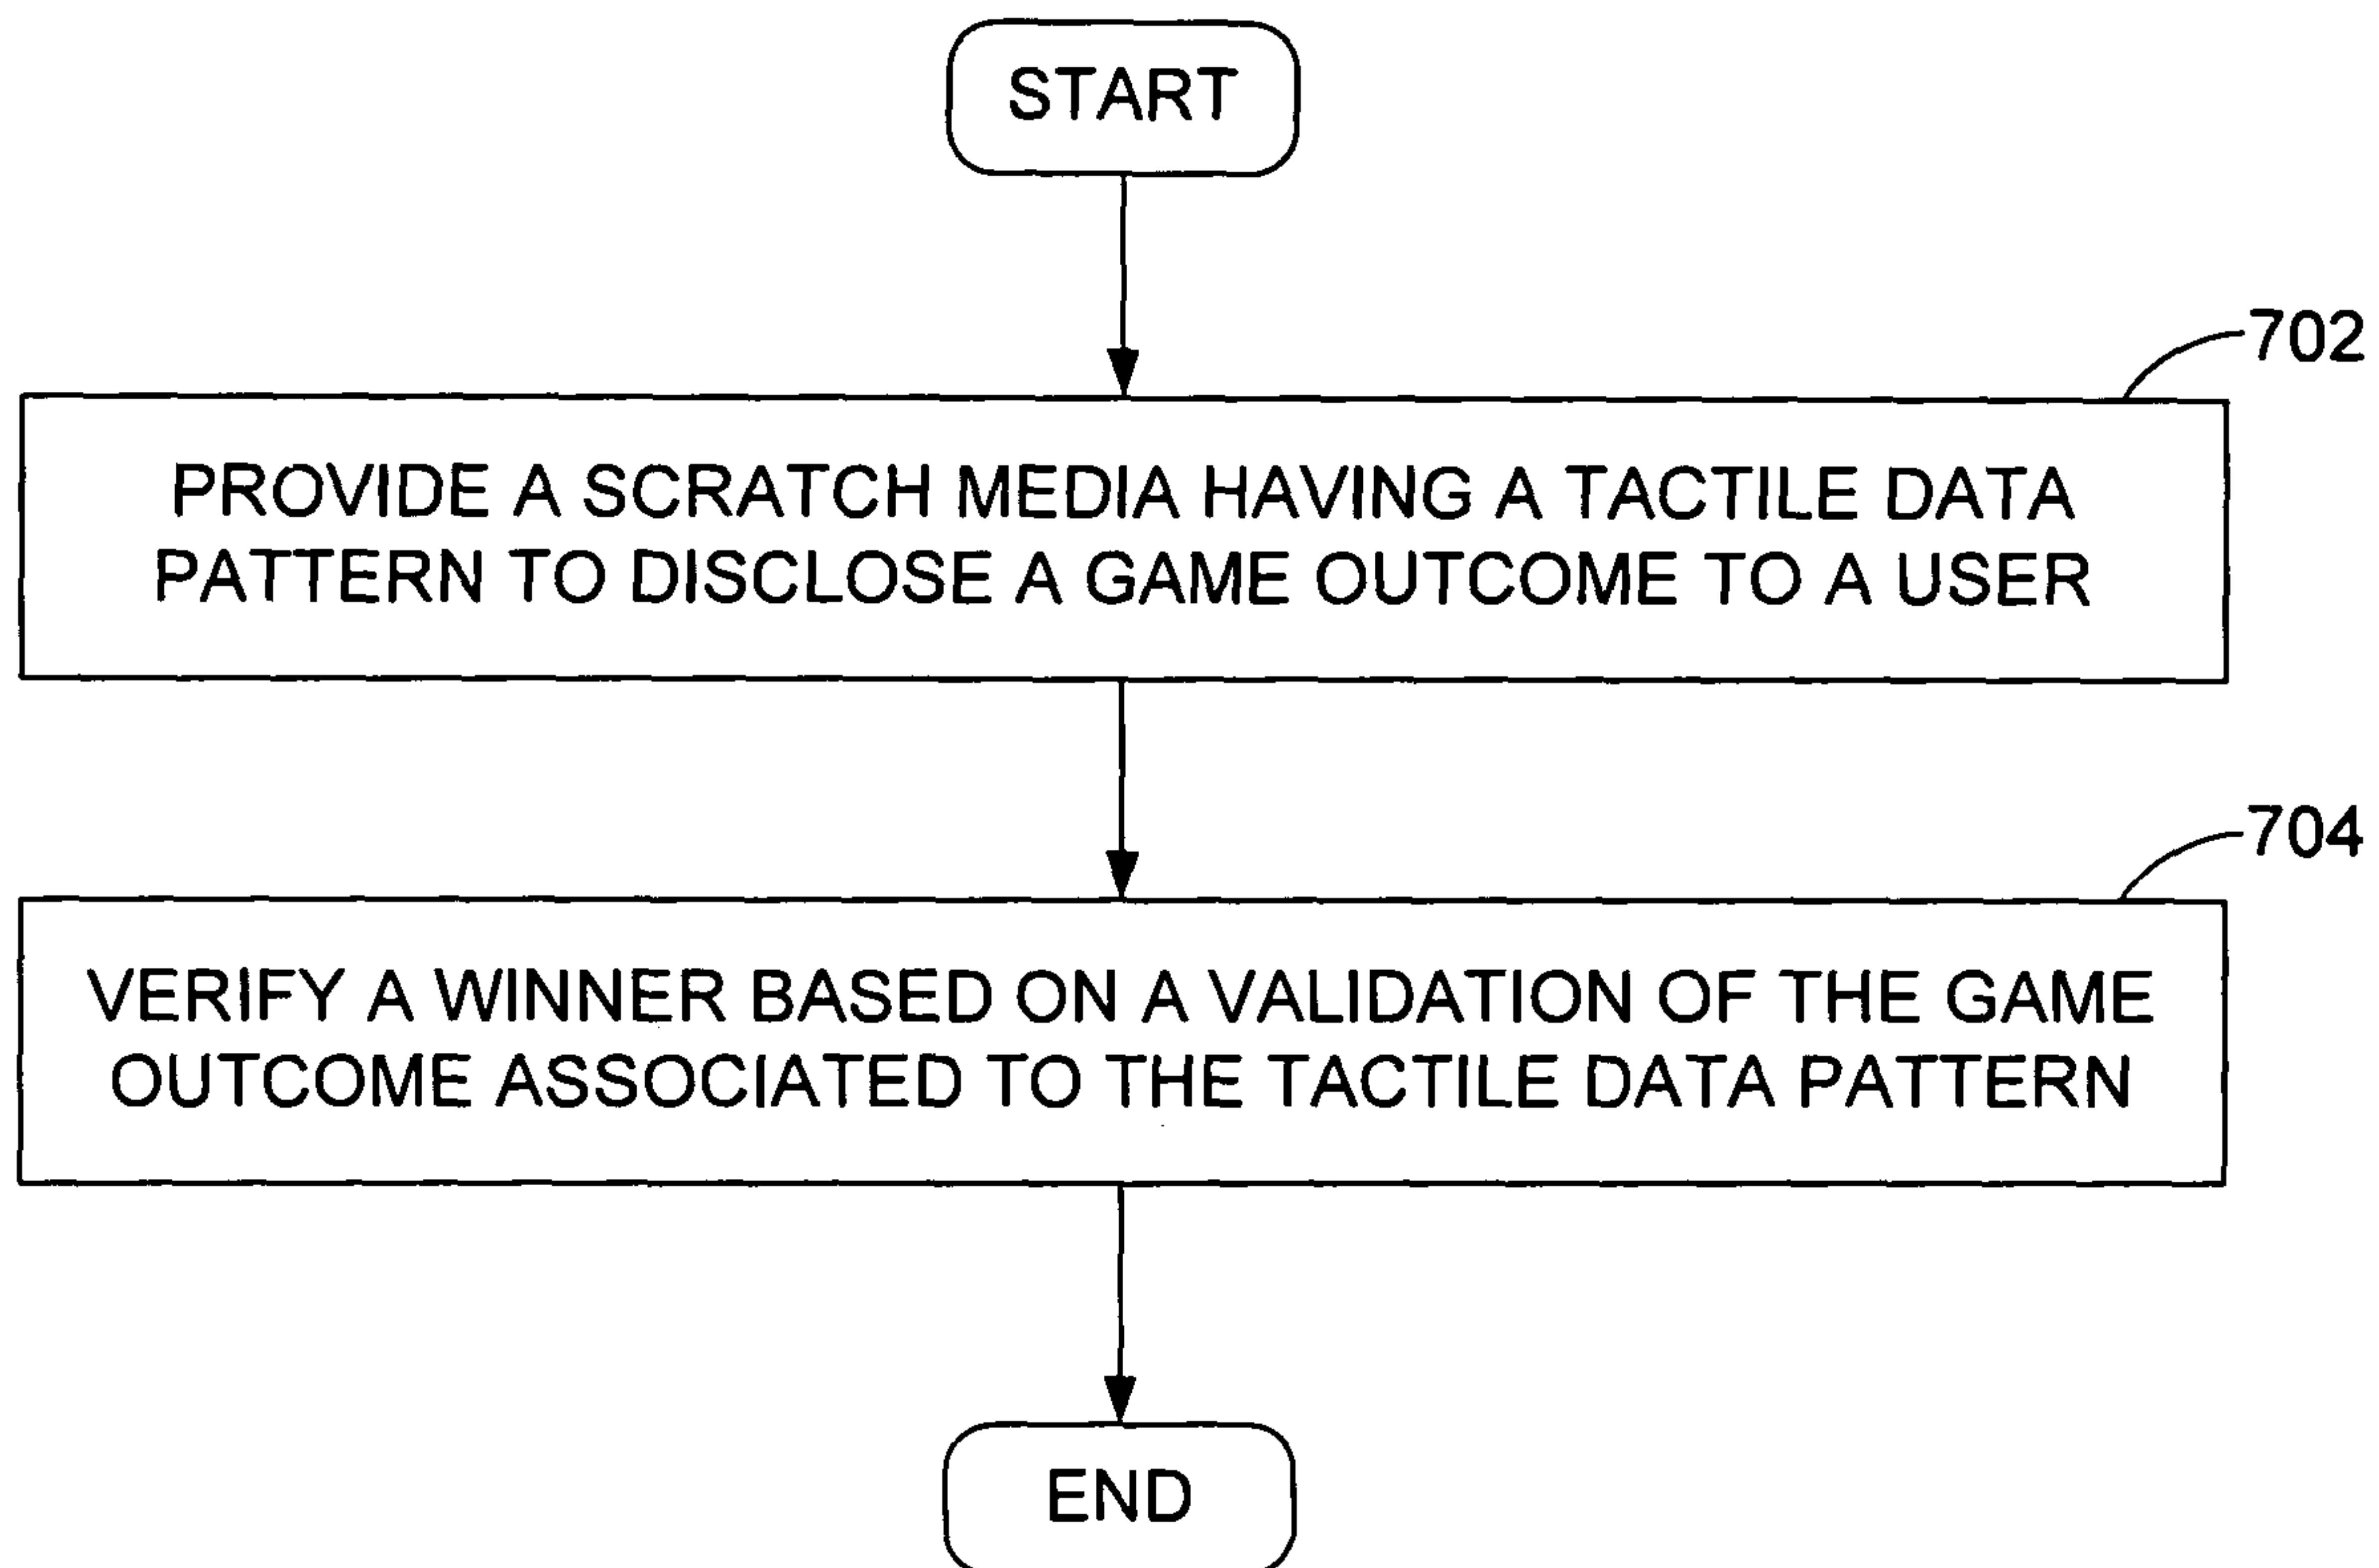 START
702
PROVIDE A SCRATCH MEDIA HAVING A TACTILE DATA
PATTERN TO DISCLOSE A GAME OUTCOME TO A USER
704
VERIFY A WINNER BASED ON A VALIDATION OF THE GAME
OUTCOME ASSOCIATED TO THE TACTILE DATA PATTERN
END